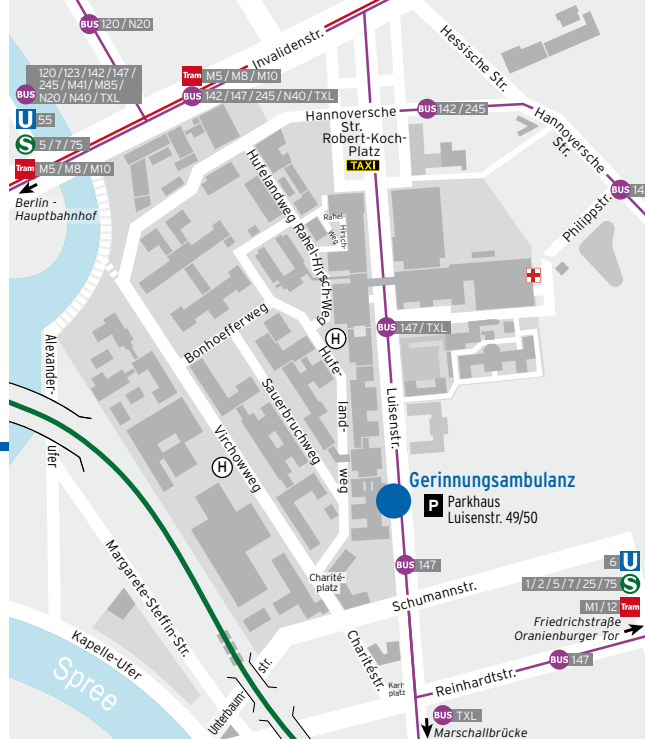 BUS 120 / N20
120 / 123 / 142 / 147 /
245 / M41 / M85 /
BUS N20 / N40 / TXL
U 55
S 5 / 7 / 75
Tram M5 / M8 / M10
Berlin -
Hauptbahnhof
Invalidenstr.
Tram M5 / M8 / M10
BUS 142 / 147 / 245 / N40 / TXL
Hessische Str.
Hannoversche
Str.
BUS 142 / 245
Robert-Koch-
Platz
TAXI
Hannoversche
Str.
BUS 14
Philippstr.
Hufelandweg
Rahel-Hirsch-Weg
Rahel-
Hirsch-
weg
BUS 147 / TXL
H
Bonhoefferweg
Hufe-
land-
weg
Sauerbruchweg
Luisenstr.
Alexander-
ufer
Virchowweg
H
Gerinnungsambulanz
P Parkhaus
Luisenstr. 49/50
BUS 147
6 U
1 / 2 / 5 / 7 / 25 / 75 S
M1 / 12 Tram
Friedrichstraße
Oranienburger Tor
Charité-
platz
Schumannstr.
Margarete-Steffin-Str.
Kapelle-Ufer
Spree
Charitéstr.
Unterbaum-
str.
Karl-
platz
Reinhardtstr.
BUS 147
BUS TXL
Marschallbrücke